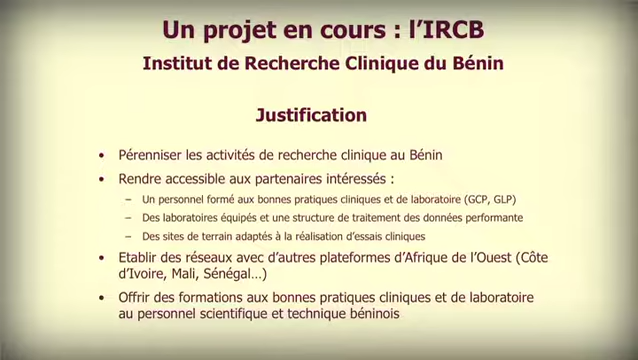 Un projet en cours : l’IRCB
Institut de Recherche Clinique du Bénin
Justification
• Pérenniser les activités de recherche clinique au Bénin
• Rendre accessible aux partenaires intéressés :
– Un personnel formé aux bonnes pratiques cliniques et de laboratoire (GCP, GLP)
– Des laboratoires équipés et une structure de traitement des données performante
– Des sites de terrain adaptés à la réalisation d’essais cliniques
• Etablir des réseaux avec d’autres plateformes d’Afrique de l’Ouest (Côte
d’Ivoire, Mali, Sénégal…)
• Offrir des formations aux bonnes pratiques cliniques et de laboratoire
au personnel scientifique et technique béninois